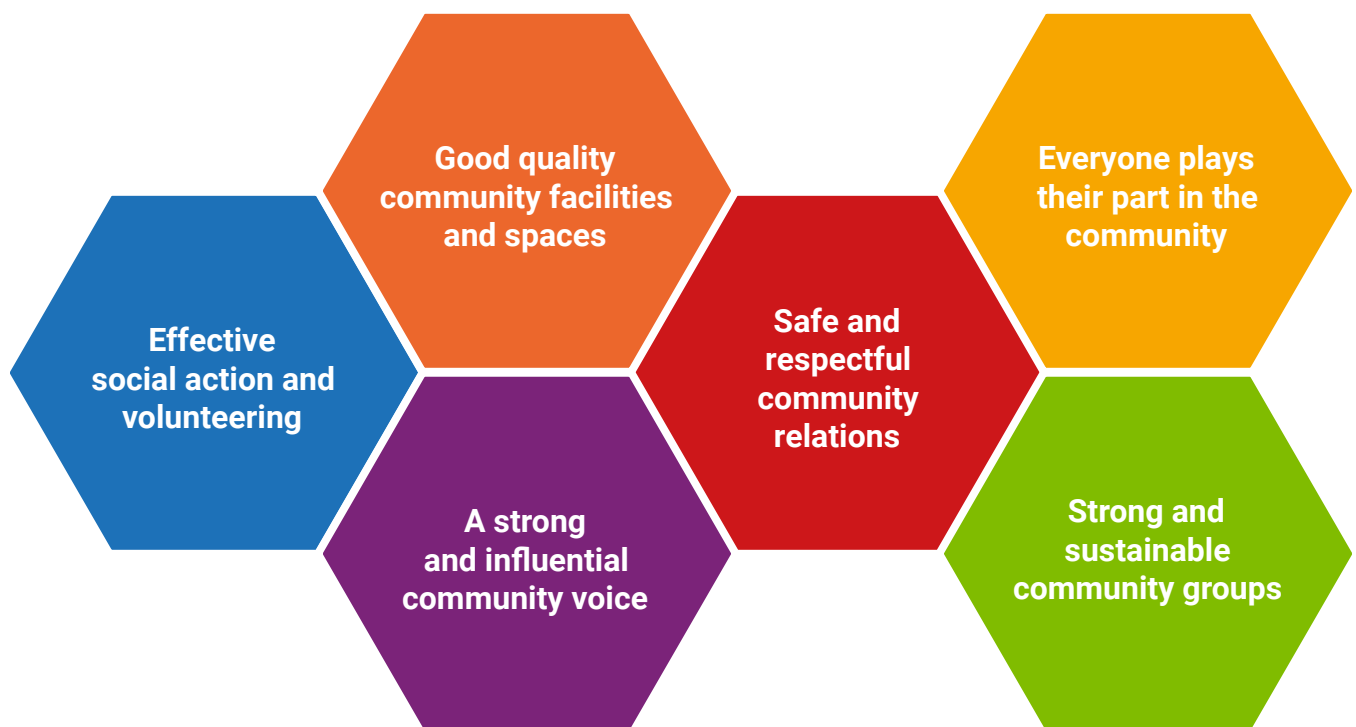 Good quality
community facilities
and spaces
Everyone plays
their part in the
community
Effective
social action and
volunteering
Safe and
respectful
community
relations
A strong
and influential
community voice
Strong and
sustainable
community groups